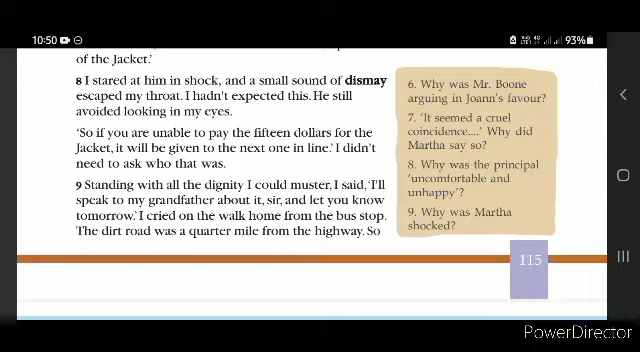 10:50
93%
of the Jacket.'
8 I stared at him in shock, and a small sound of dismay
escaped my throat. I hadn't expected this. He still
avoided looking in my eyes.
'So if you are unable to pay the fifteen dollars for the
Jacket, it will be given to the next one in line.' I didn't
need to ask who that was.
9 Standing with all the dignity I could muster, I said, 'I'll
speak to my grandfather about it, sir, and let you know
tomorrow.' I cried on the walk home from the bus stop.
The dirt road was a quarter mile from the highway. So
6. Why was Mr. Boone
arguing in Joann's favour?
7. 'It seemed a cruel
coincidence....' Why did
Martha say so?
8. Why was the principal
'uncomfortable and
unhappy'?
9. Why was Martha
shocked?
115
PowerDirector